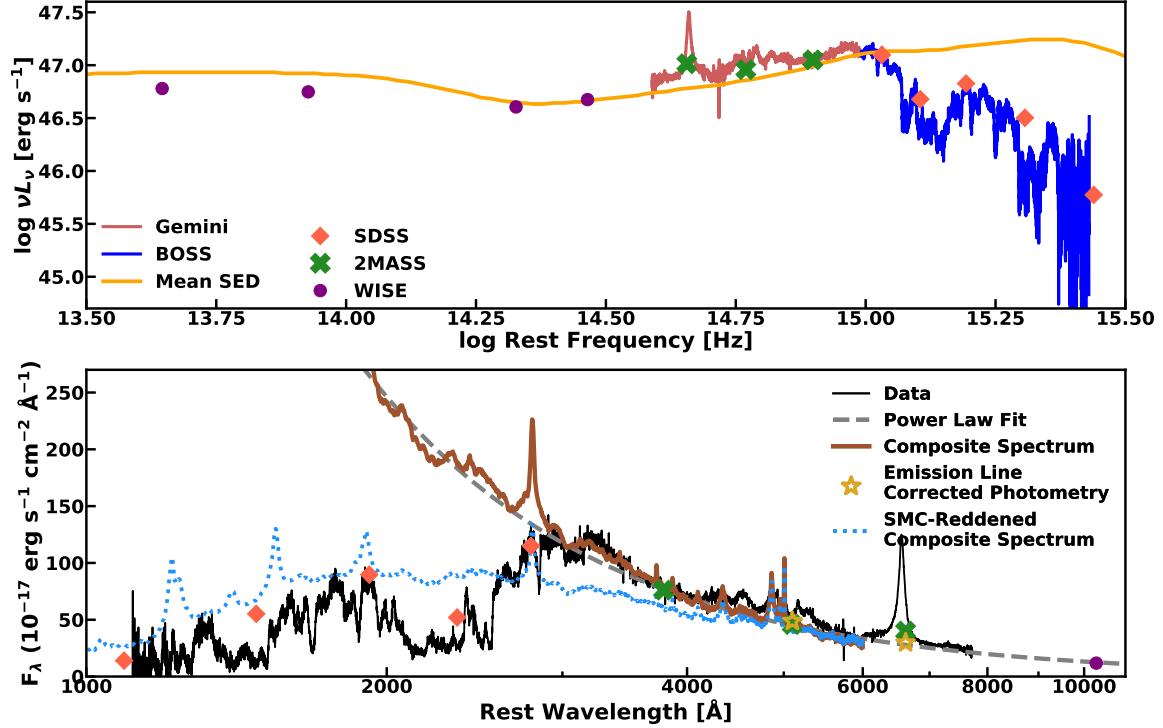 47.5
47.0
46.5
46.0
45.5
45.0
log νLν [erg s⁻¹]
Gemini
BOSS
Mean SED
SDSS
2MASS
WISE
13.50 13.75 14.00 14.25 14.50 14.75 15.00 15.25 15.50
log Rest Frequency [Hz]
250
200
150
100
50
0
Fλ (10⁻¹⁷ erg s⁻¹ cm⁻² Å⁻¹)
Data
Power Law Fit
Composite Spectrum
Emission Line
Corrected Photometry
SMC-Reddened
Composite Spectrum
1000 2000 4000 6000 8000 10000
Rest Wavelength [Å]